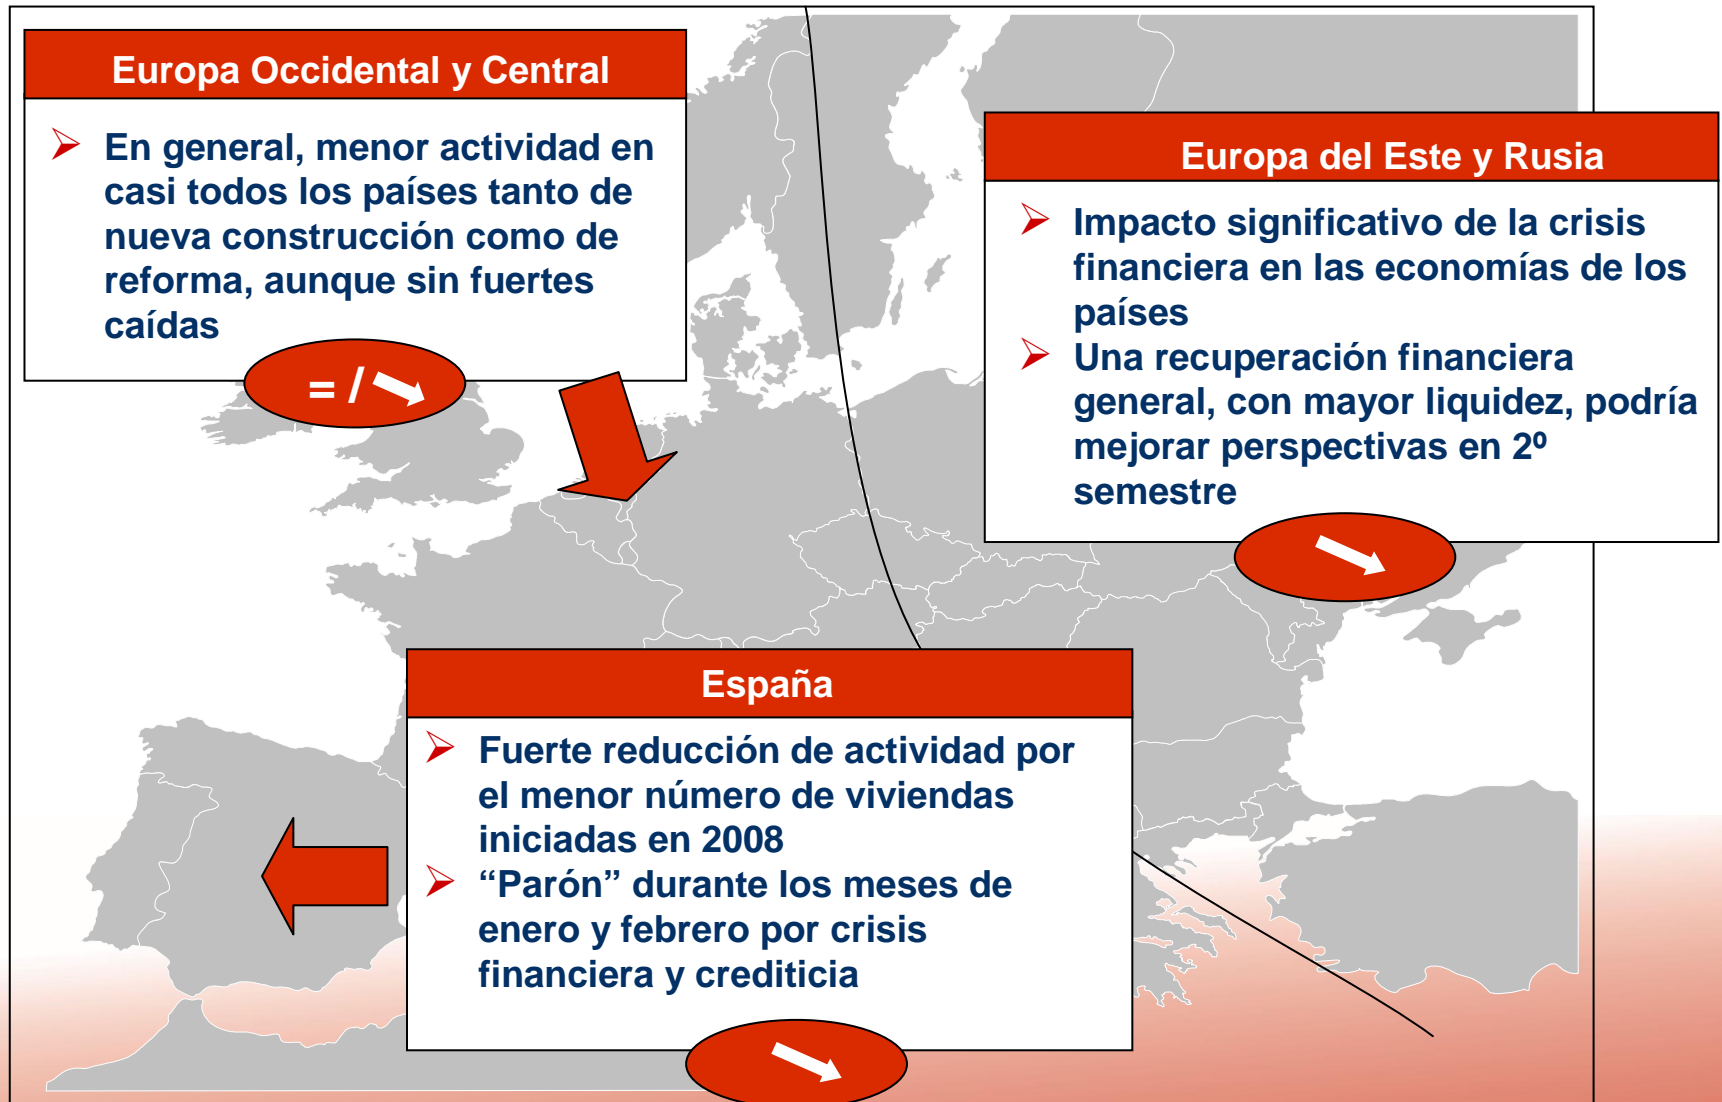 Europa Occidental y Central
En general, menor actividad en
casi todos los países tanto de
nueva construcción como de
reforma, aunque sin fuertes
caídas
= /
Europa del Este y Rusia
Impacto significativo de la crisis
financiera en las economías de los
países
Una recuperación financiera
general, con mayor liquidez, podría
mejorar perspectivas en 2º
semestre
España
Fuerte reducción de actividad por
el menor número de viviendas
iniciadas en 2008
“Parón” durante los meses de
enero y febrero por crisis
financiera y crediticia